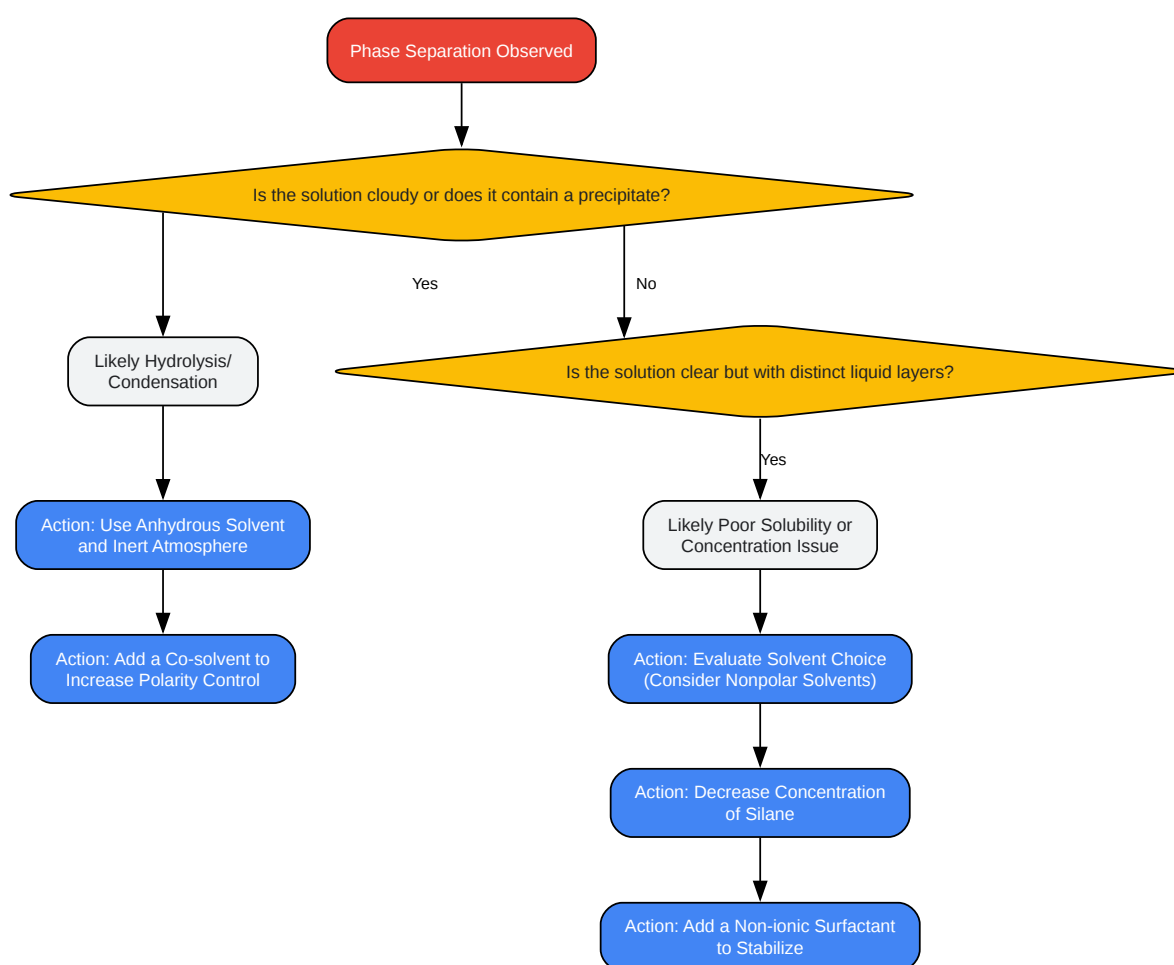 Phase Separation Observed
Is the solution cloudy or does it contain a precipitate?
Yes
No
Likely Hydrolysis/
Condensation
Is the solution clear but with distinct liquid layers?
Yes
Action: Use Anhydrous Solvent
and Inert Atmosphere
Likely Poor Solubility or
Concentration Issue
Action: Add a Co-solvent to
Increase Polarity Control
Action: Evaluate Solvent Choice
(Consider Nonpolar Solvents)
Action: Decrease Concentration
of Silane
Action: Add a Non-ionic Surfactant
to Stabilize